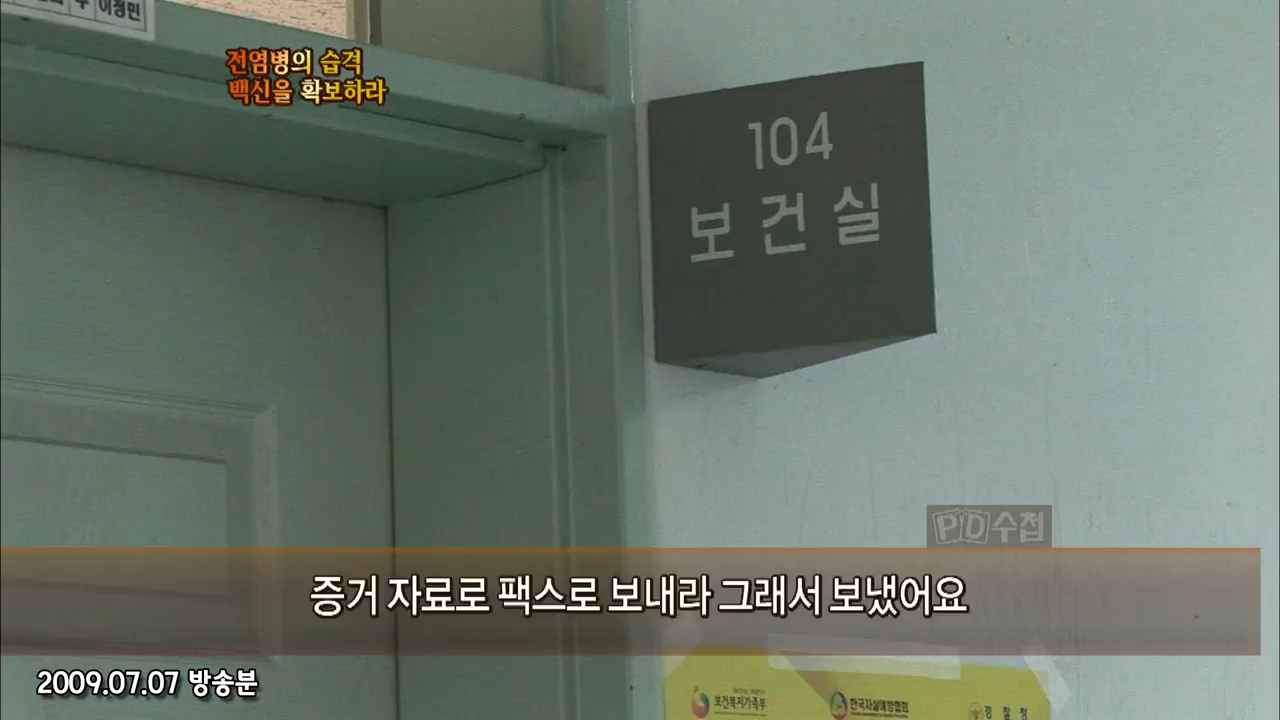 이정민
전염병의 습격
백신을 확보하라
104
보건실
PD수첩
증거 자료로 팩스로 보내라 그래서 보냈어요
2009.07.07 방송분
보건복지가족부
한국자살예방협회
경찰청